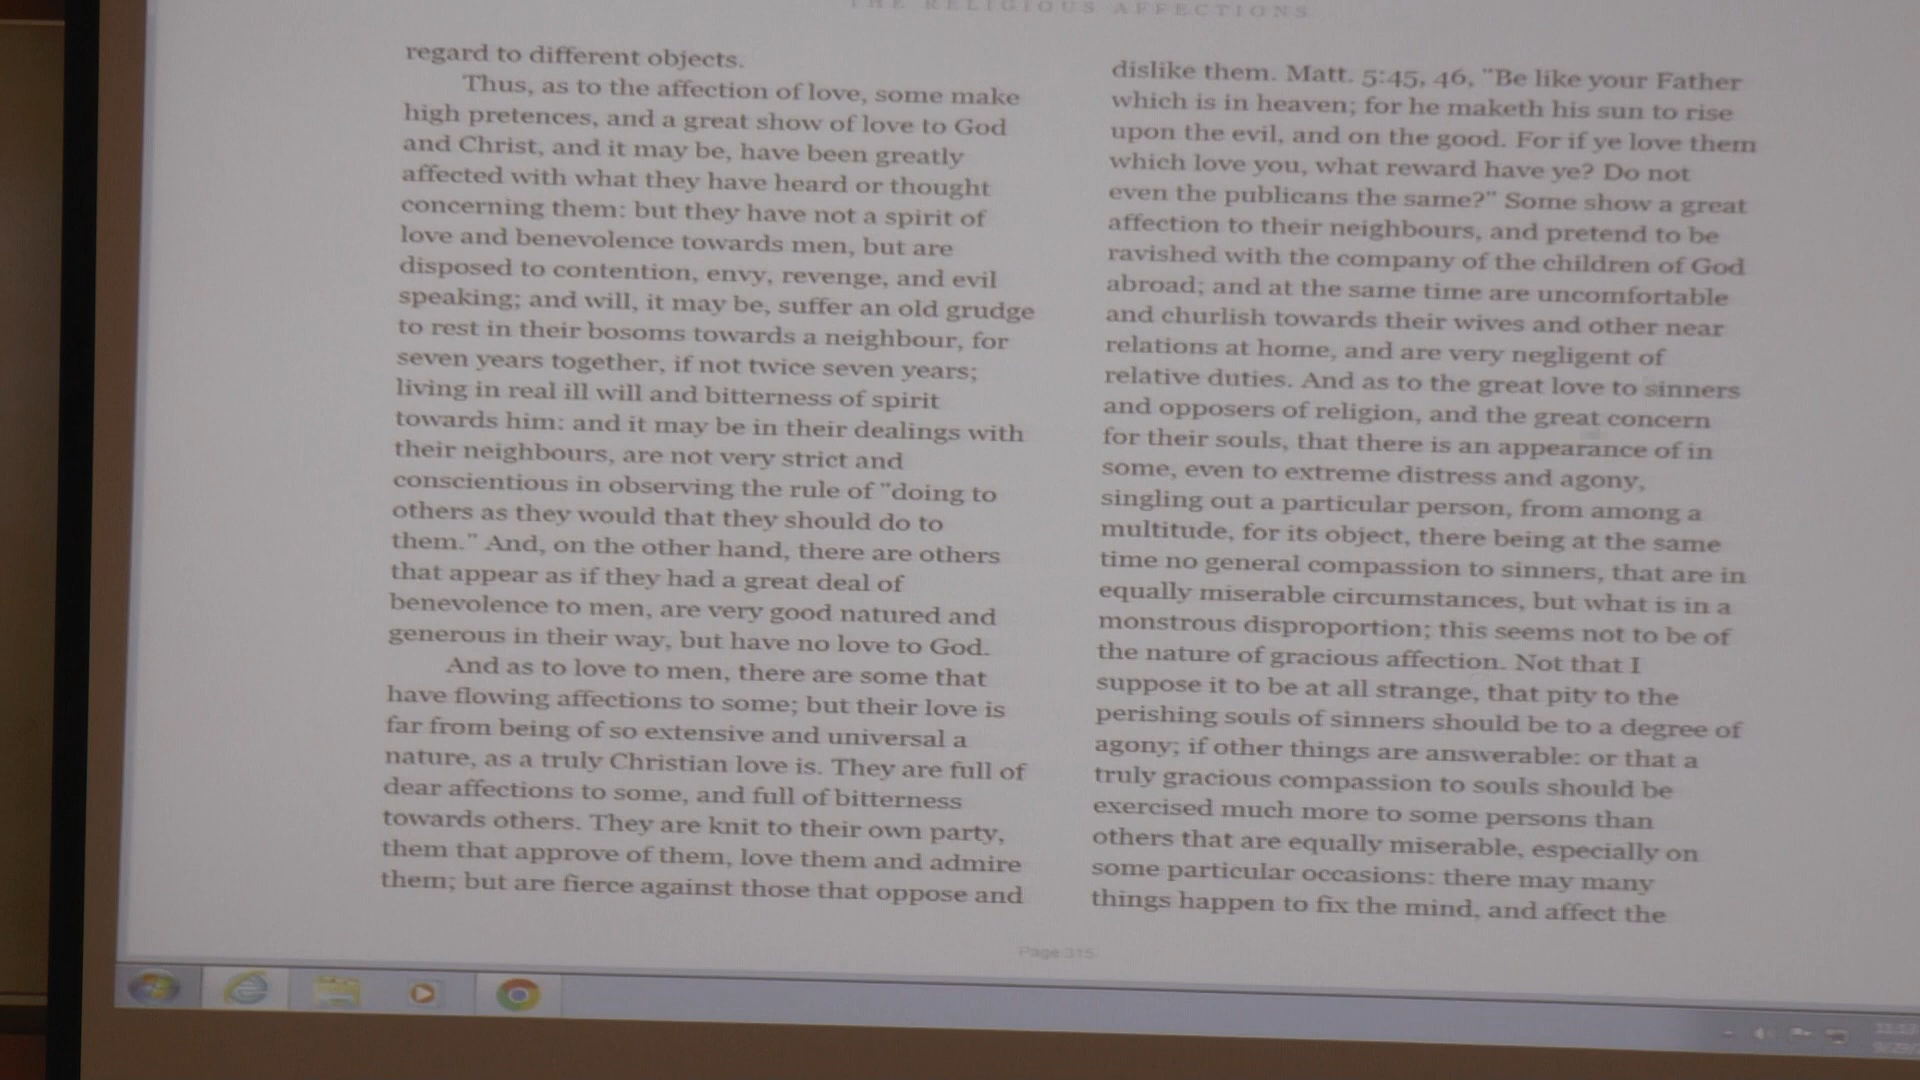 THE RELIGIOUS AFFECTIONS
regard to different objects.
Thus, as to the affection of love, some make
high pretences, and a great show of love to God
and Christ, and it may be, have been greatly
affected with what they have heard or thought
concerning them: but they have not a spirit of
love and benevolence towards men, but are
disposed to contention, envy, revenge, and evil
speaking; and will, it may be, suffer an old grudge
to rest in their bosoms towards a neighbour, for
seven years together, if not twice seven years;
living in real ill will and bitterness of spirit
towards him: and it may be in their dealings with
their neighbours, are not very strict and
conscientious in observing the rule of "doing to
others as they would that they should do to
them." And, on the other hand, there are others
that appear as if they had a great deal of
benevolence to men, are very good natured and
generous in their way, but have no love to God.
And as to love to men, there are some that
have flowing affections to some; but their love is
far from being of so extensive and universal a
nature, as a truly Christian love is. They are full of
dear affections to some, and full of bitterness
towards others. They are knit to their own party,
them that approve of them, love them and admire
them; but are fierce against those that oppose and
dislike them. Matt. 5:45, 46, "Be like your Father
which is in heaven; for he maketh his sun to rise
upon the evil, and on the good. For if ye love them
which love you, what reward have ye? Do not
even the publicans the same?" Some show a great
affection to their neighbours, and pretend to be
ravished with the company of the children of God
abroad; and at the same time are uncomfortable
and churlish towards their wives and other near
relations at home, and are very negligent of
relative duties. And as to the great love to sinners
and opposers of religion, and the great concern
for their souls, that there is an appearance of in
some, even to extreme distress and agony,
singling out a particular person, from among a
multitude, for its object, there being at the same
time no general compassion to sinners, that are in
equally miserable circumstances, but what is in a
monstrous disproportion; this seems not to be of
the nature of gracious affection. Not that I
suppose it to be at all strange, that pity to the
perishing souls of sinners should be to a degree of
agony; if other things are answerable: or that a
truly gracious compassion to souls should be
exercised much more to some persons than
others that are equally miserable, especially on
some particular occasions: there may many
things happen to fix the mind, and affect the
Page 315